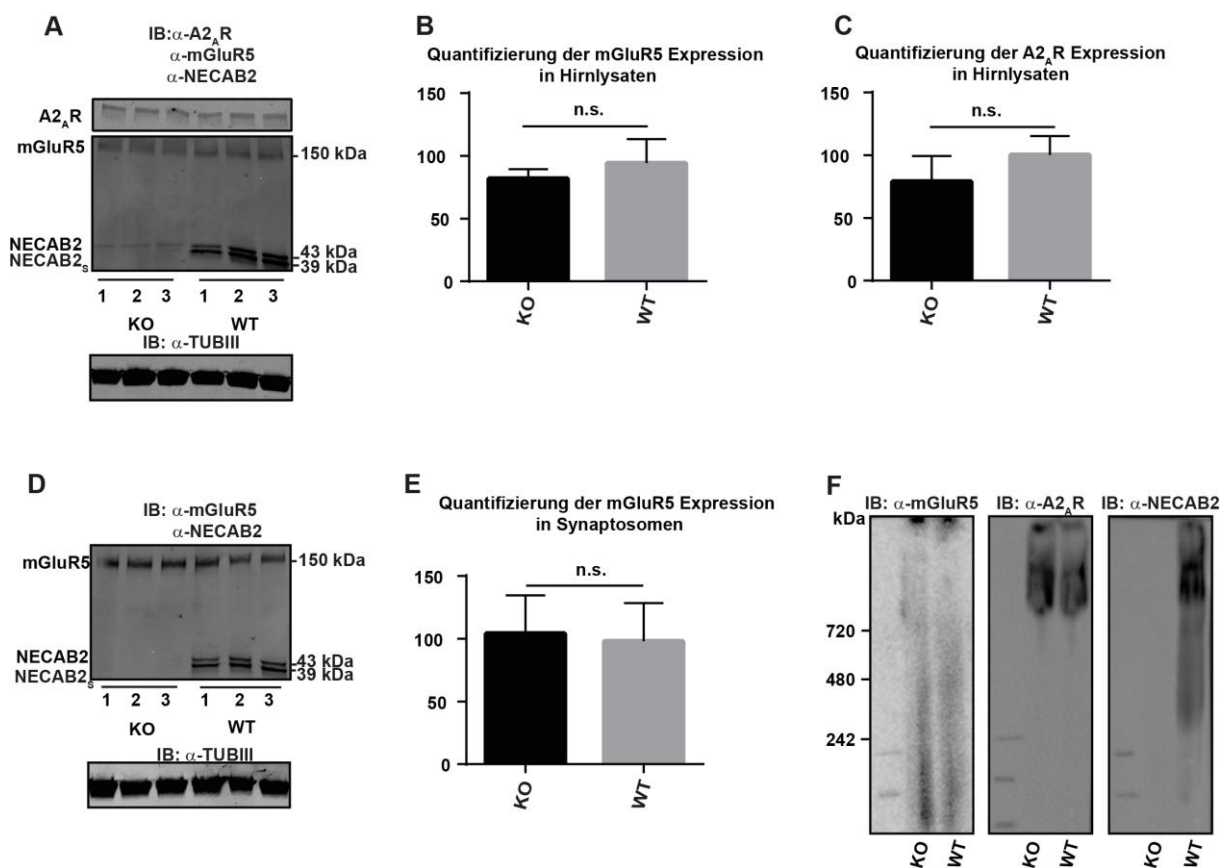 A
IB:α-A2AR
α-mGluR5
α-NECAB2
A2AR
mGluR5
150 kDa
NECAB2
NECAB2s
43 kDa
39 kDa
1 2 3 1 2 3
KO WT
IB: α-TUBIII
B
Quantifizierung der mGluR5 Expression
in Hirnlysaten
150
100
50
0
n.s.
KO WT
C
Quantifizierung der A2AR Expression
in Hirnlysaten
150
100
50
0
n.s.
KO WT
D
IB: α-mGluR5
α-NECAB2
mGluR5
150 kDa
NECAB2
NECAB2s
43 kDa
39 kDa
1 2 3 1 2 3
KO WT
IB: α-TUBIII
E
Quantifizierung der mGluR5 Expression
in Synaptosomen
150
100
50
0
n.s.
KO WT
F
IB: α-mGluR5 IB: α-A2AR IB: α-NECAB2
kDa
720
480
242
KO WT KO WT KO WT